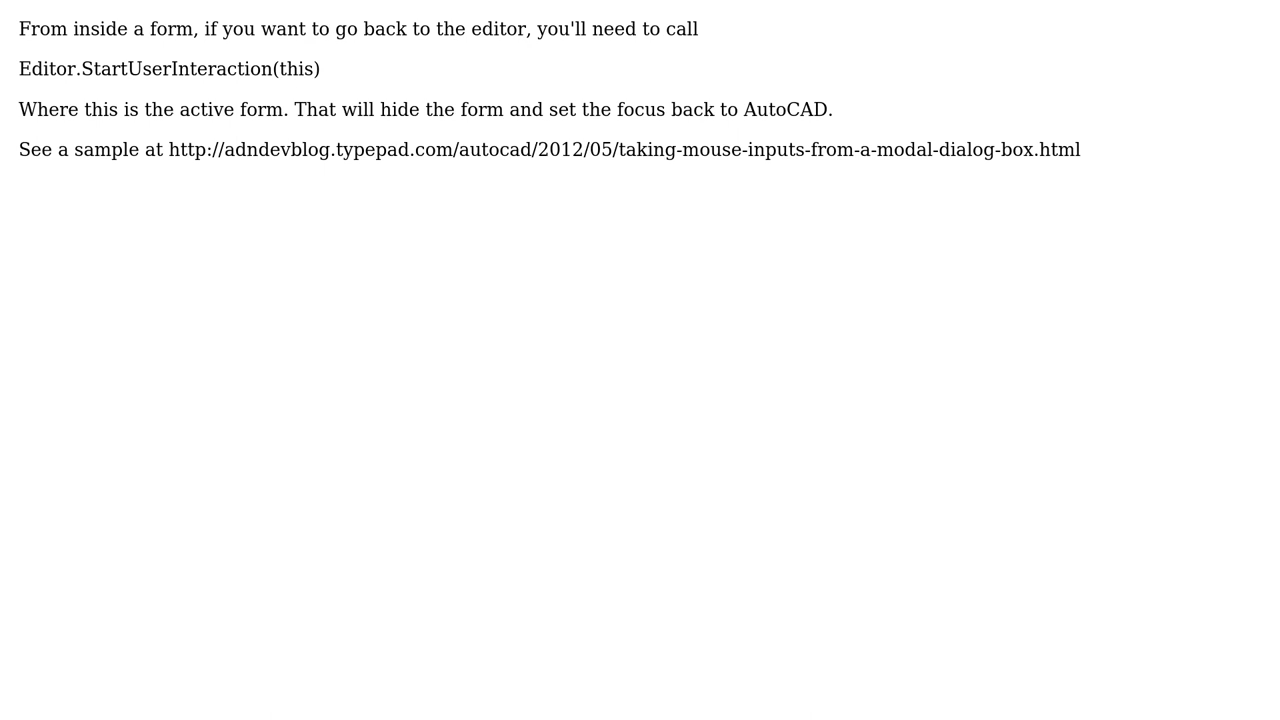 From inside a form, if you want to go back to the editor, you'll need to call
Editor.StartUserInteraction(this)
Where this is the active form. That will hide the form and set the focus back to AutoCAD.
See a sample at http://adndevblog.typepad.com/autocad/2012/05/taking-mouse-inputs-from-a-modal-dialog-box.html